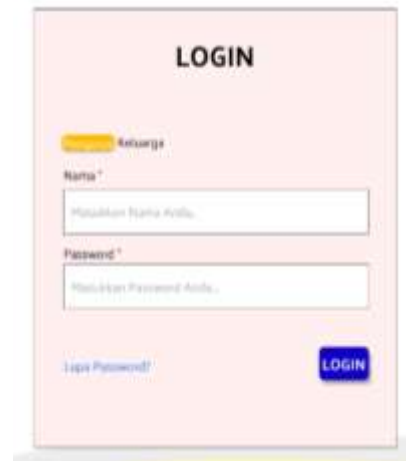 LOGIN
Keluarga
Nama *
Masukkan Nama Anda...
Password *
Masukkan Password Anda...
Lupa Password?
LOGIN